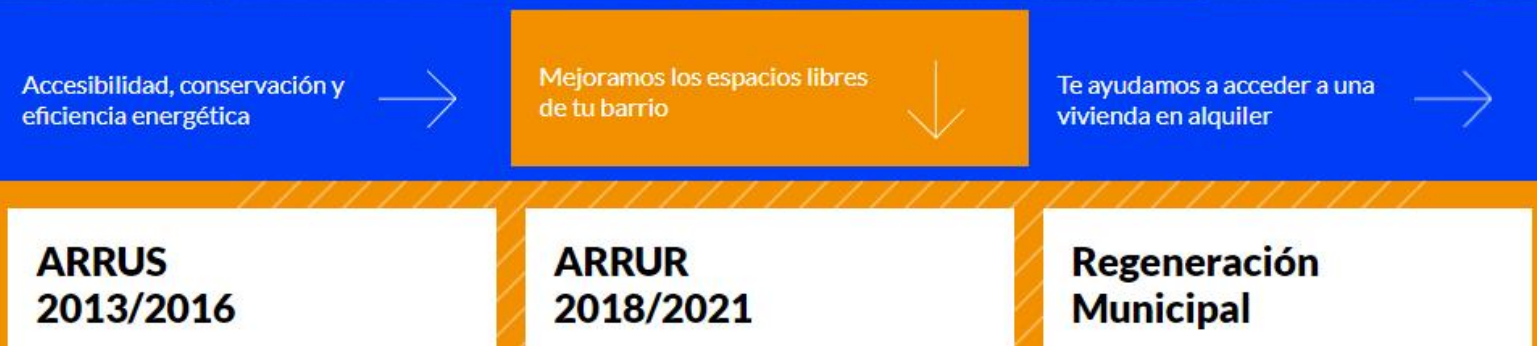 Accesibilidad, conservación y
eficiencia energética
Mejoramos los espacios libres
de tu barrio
Te ayudamos a acceder a una
vivienda en alquiler
ARRUS
2013/2016
ARRUR
2018/2021
Regeneración
Municipal